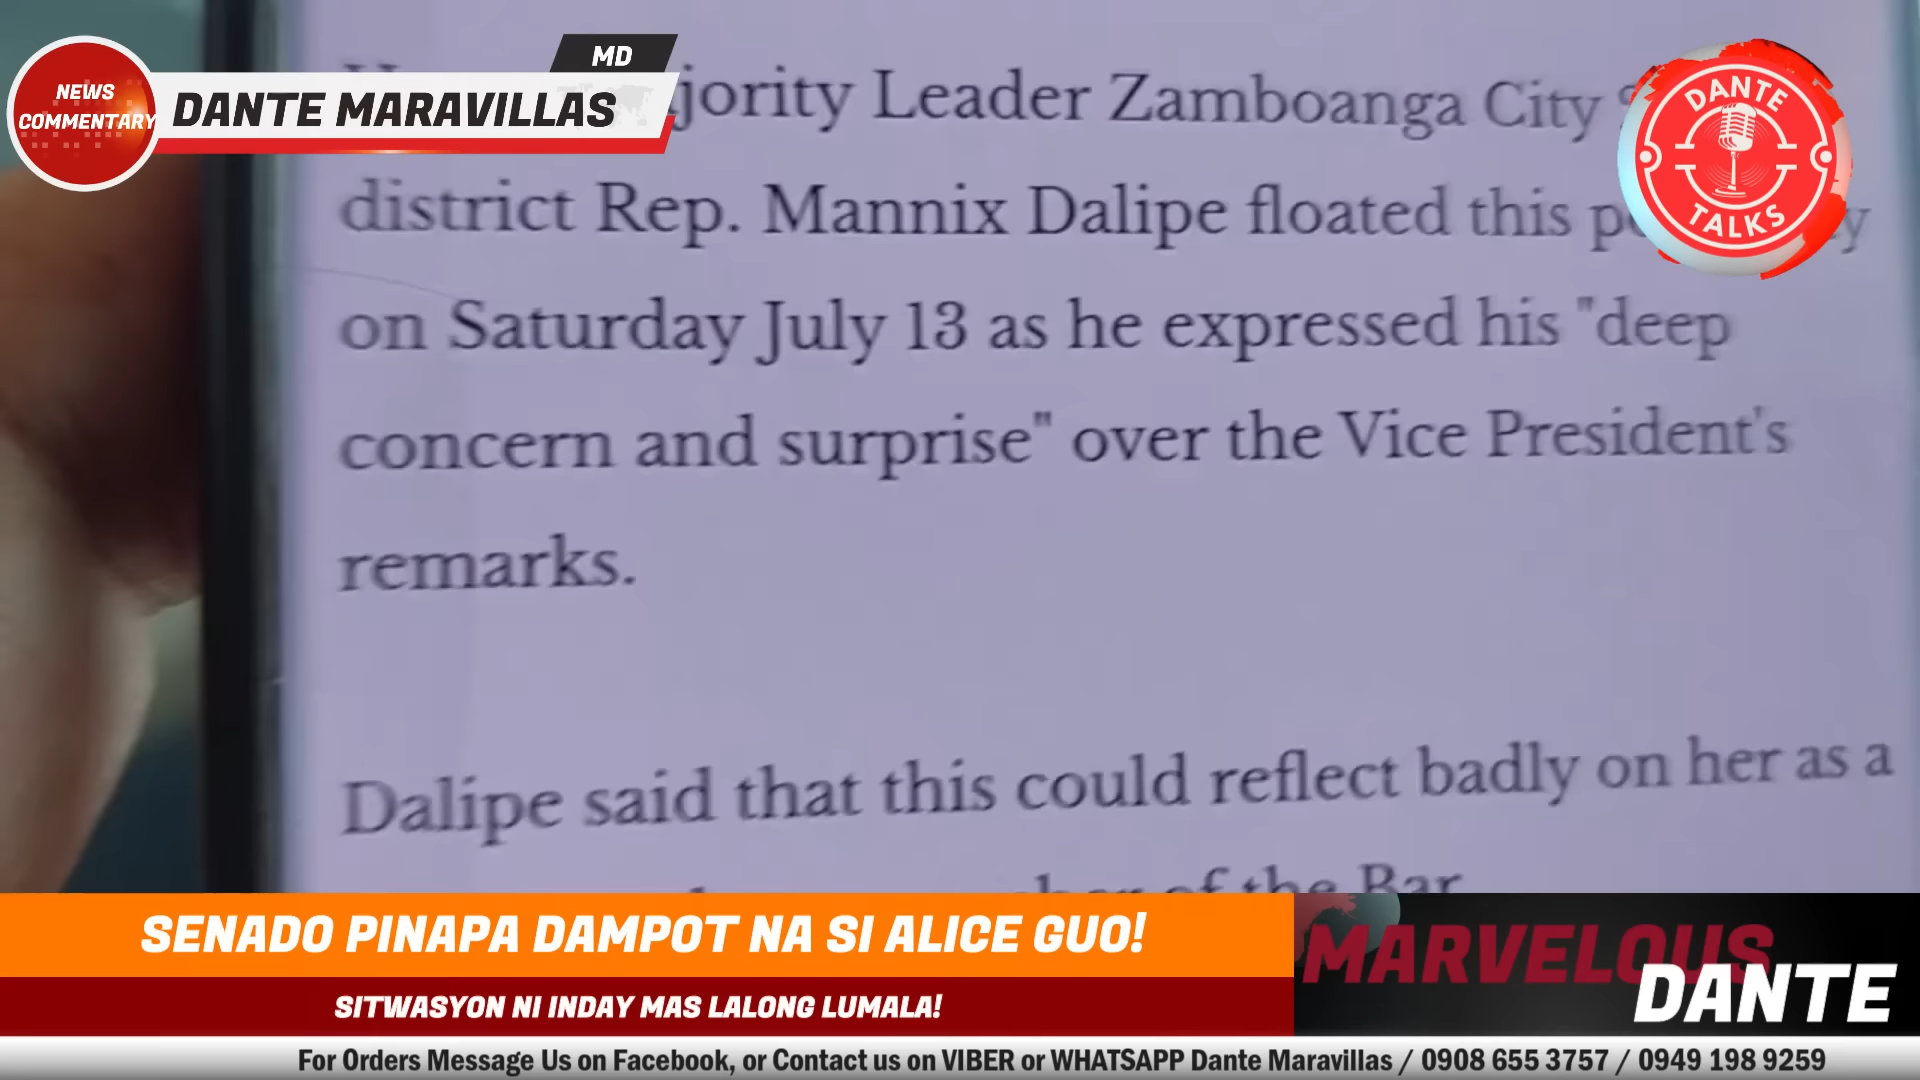 MD
NEWS
COMMENTARY
DANTE MARAVILLAS
DANTE
TALKS
Leader Zamboanga City
district Rep. Mannix Dalipe floated this
on Saturday July 13 as he expressed his "deep
concern and surprise" over the Vice President's
remarks.
Dalipe said that this could reflect badly on her as a
of the Bar
SENADO PINAPA DAMPOT NA SI ALICE GUO!
SITWASYON NI INDAY MAS LALONG LUMALA!
MARVELOUS
DANTE
For Orders Message Us on Facebook, or Contact us on VIBER or WHATSAPP Dante Maravillas / 0908 655 3757 / 0949 198 9259